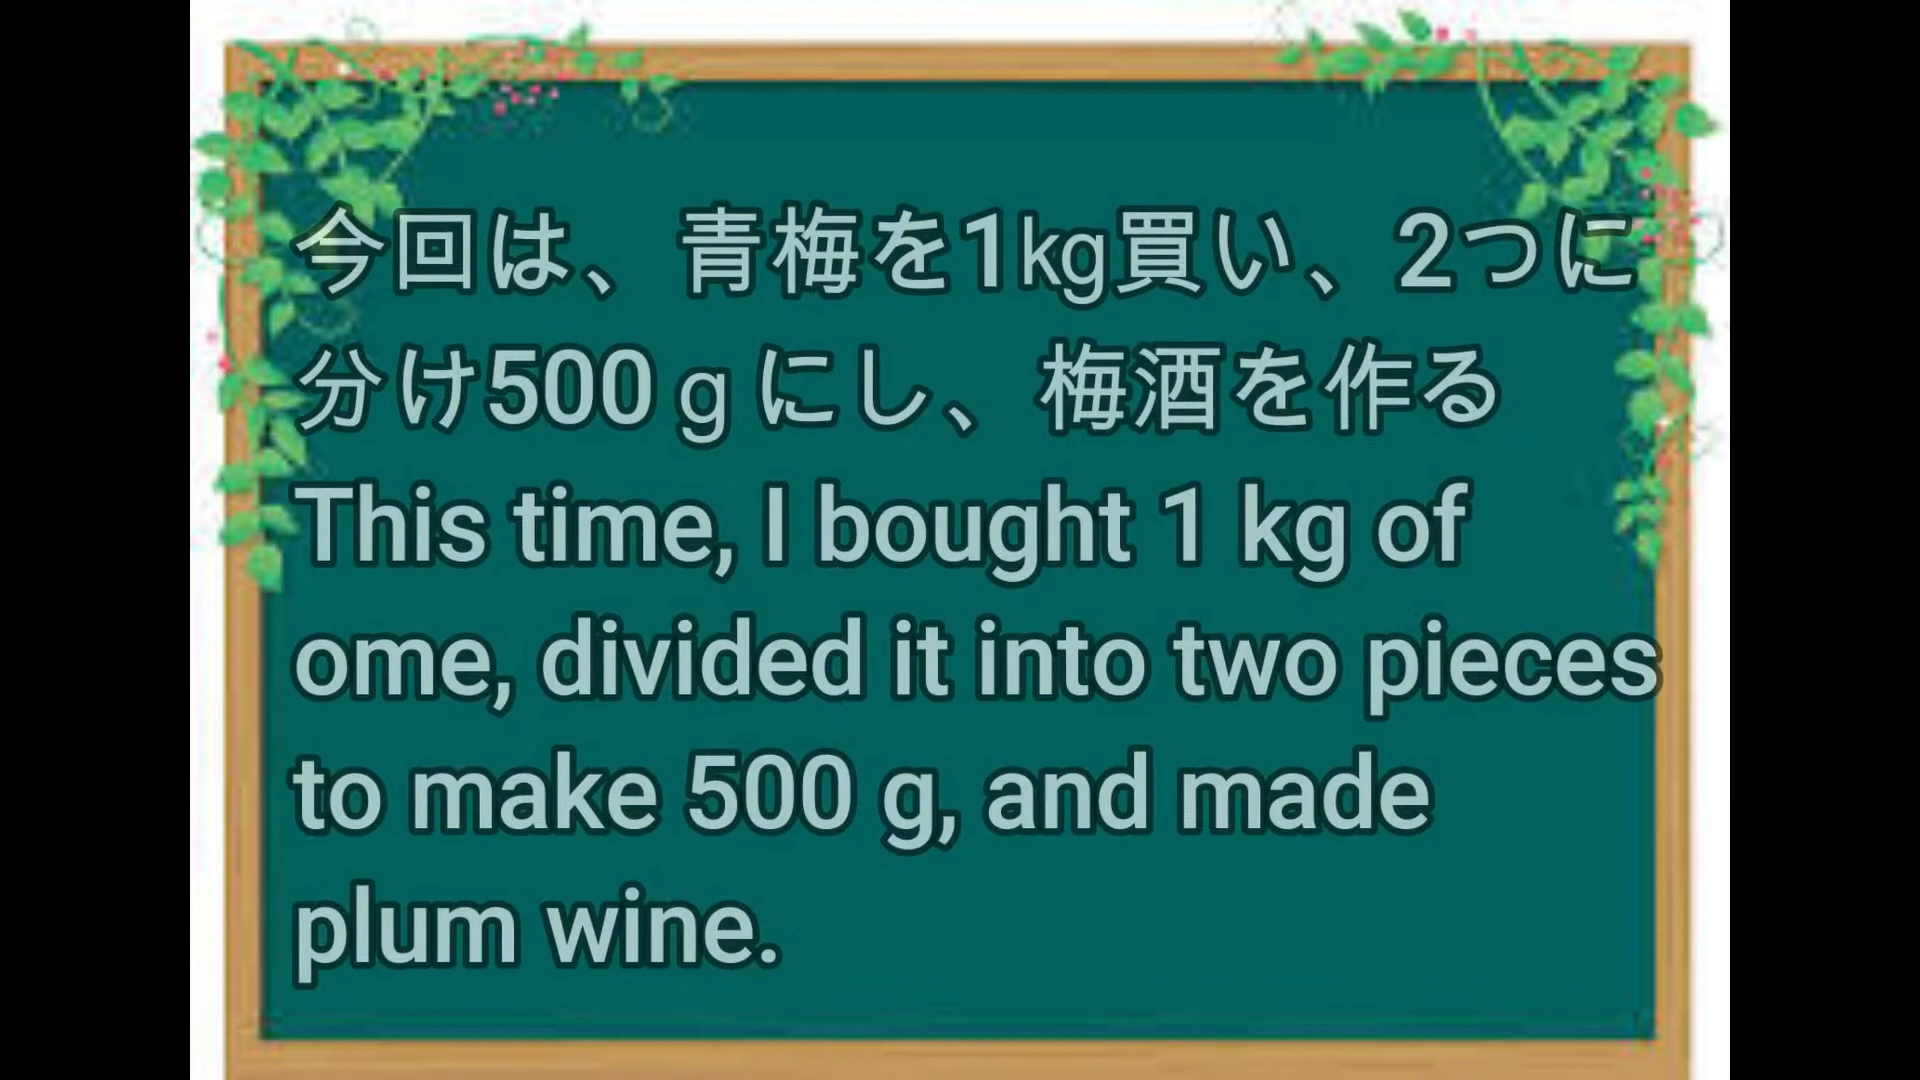 今回は、青梅を1㎏買い、2つに
分け500ｇにし、梅酒を作る
This time, I bought 1 kg of
ome, divided it into two pieces
to make 500 g, and made
plum wine.